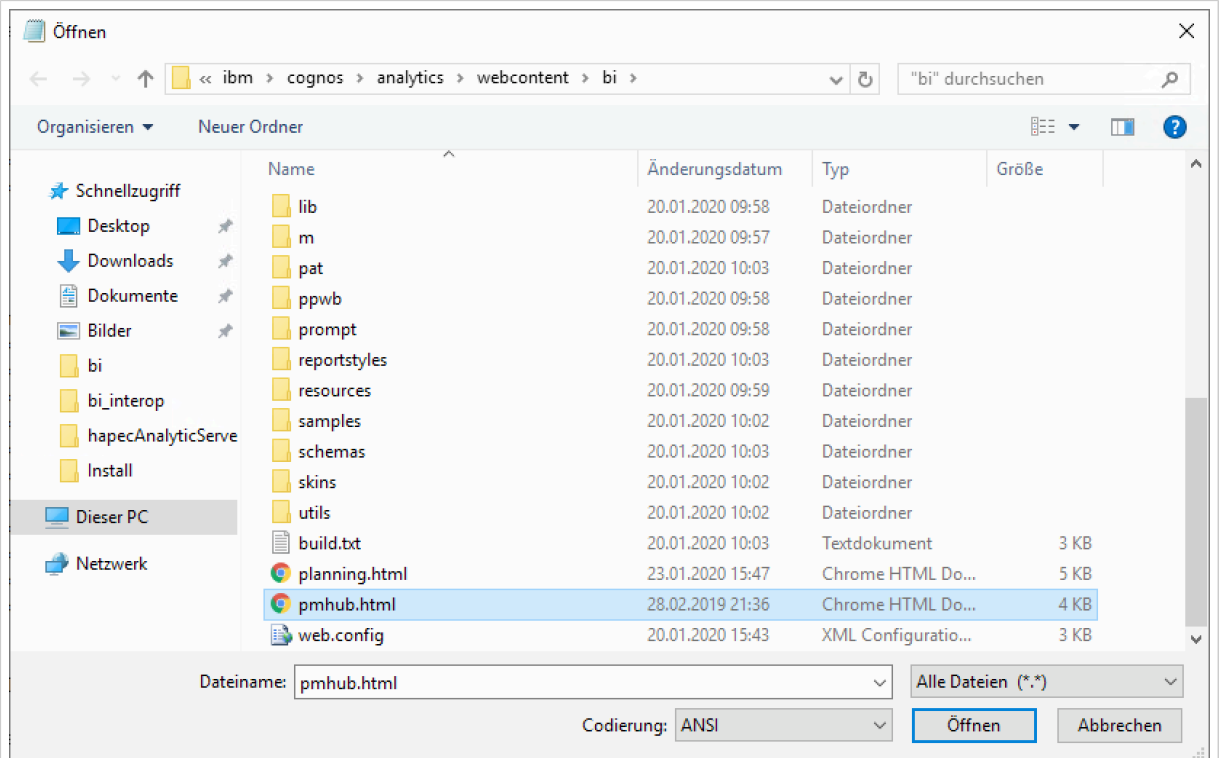 Öffnen
« ibm > cognos > analytics > webcontent > bi >
"bi" durchsuchen
Organisieren
Neuer Ordner
?
Name Änderungsdatum Typ Größe
Schnellzugriff
Desktop
Downloads
Dokumente
Bilder
bi
bi_interop
hapecAnalyticServe
Install
Dieser PC
Netzwerk
lib 20.01.2020 09:58 Dateiordner
m 20.01.2020 09:57 Dateiordner
pat 20.01.2020 10:03 Dateiordner
ppwb 20.01.2020 09:58 Dateiordner
prompt 20.01.2020 09:58 Dateiordner
reportstyles 20.01.2020 10:03 Dateiordner
resources 20.01.2020 09:59 Dateiordner
samples 20.01.2020 10:02 Dateiordner
schemas 20.01.2020 10:03 Dateiordner
skins 20.01.2020 10:02 Dateiordner
utils 20.01.2020 10:02 Dateiordner
build.txt 20.01.2020 10:03 Textdokument 3 KB
planning.html 23.01.2020 15:47 Chrome HTML Do... 5 KB
pmhub.html 28.02.2019 21:36 Chrome HTML Do... 4 KB
web.config 20.01.2020 15:43 XML Configuratio... 3 KB
Dateiname: pmhub.html
Alle Dateien (*.*)
Codierung: ANSI
Öffnen
Abbrechen